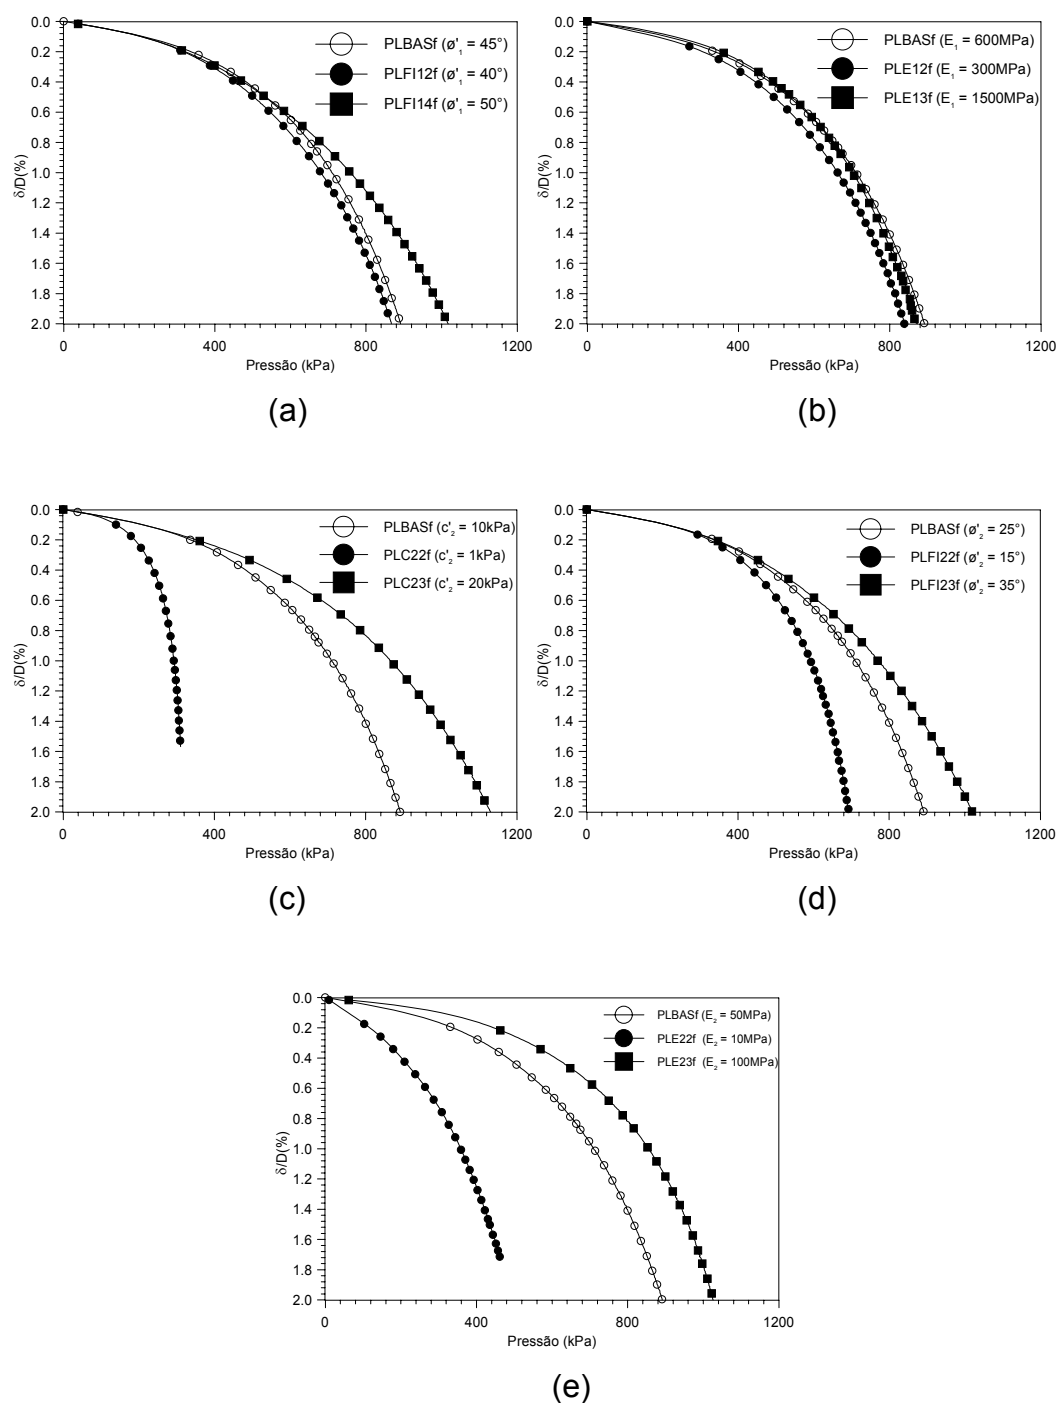 PLBASf (ø'₁ = 45°)
PLFI12f (ø'₁ = 40°)
PLFI14f (ø'₁ = 50°)
0.0
0.2
0.4
0.6
0.8
1.0
1.2
1.4
1.6
1.8
2.0
δ/D(%)
0 400 800 1200
Pressão (kPa)
(a)
PLBASf (E₁ = 600MPa)
PLE12f (E₁ = 300MPa)
PLE13f (E₁ = 1500MPa)
0.0
0.2
0.4
0.6
0.8
1.0
1.2
1.4
1.6
1.8
2.0
δ/D(%)
0 400 800 1200
Pressão (kPa)
(b)
PLBASf (c'₂ = 10kPa)
PLC22f (c'₂ = 1kPa)
PLC23f (c'₂ = 20kPa)
0.0
0.2
0.4
0.6
0.8
1.0
1.2
1.4
1.6
1.8
2.0
δ/D(%)
0 400 800 1200
Pressão (kPa)
(c)
PLBASf (ø'₂ = 25°)
PLFI22f (ø'₂ = 15°)
PLFI23f (ø'₂ = 35°)
0.0
0.2
0.4
0.6
0.8
1.0
1.2
1.4
1.6
1.8
2.0
δ/D(%)
0 400 800 1200
Pressão (kPa)
(d)
PLBASf (E₂ = 50MPa)
PLE22f (E₂ = 10MPa)
PLE23f (E₂ = 100MPa)
0.0
0.2
0.4
0.6
0.8
1.0
1.2
1.4
1.6
1.8
2.0
δ/D(%)
0 400 800 1200
Pressão (kPa)
(e)